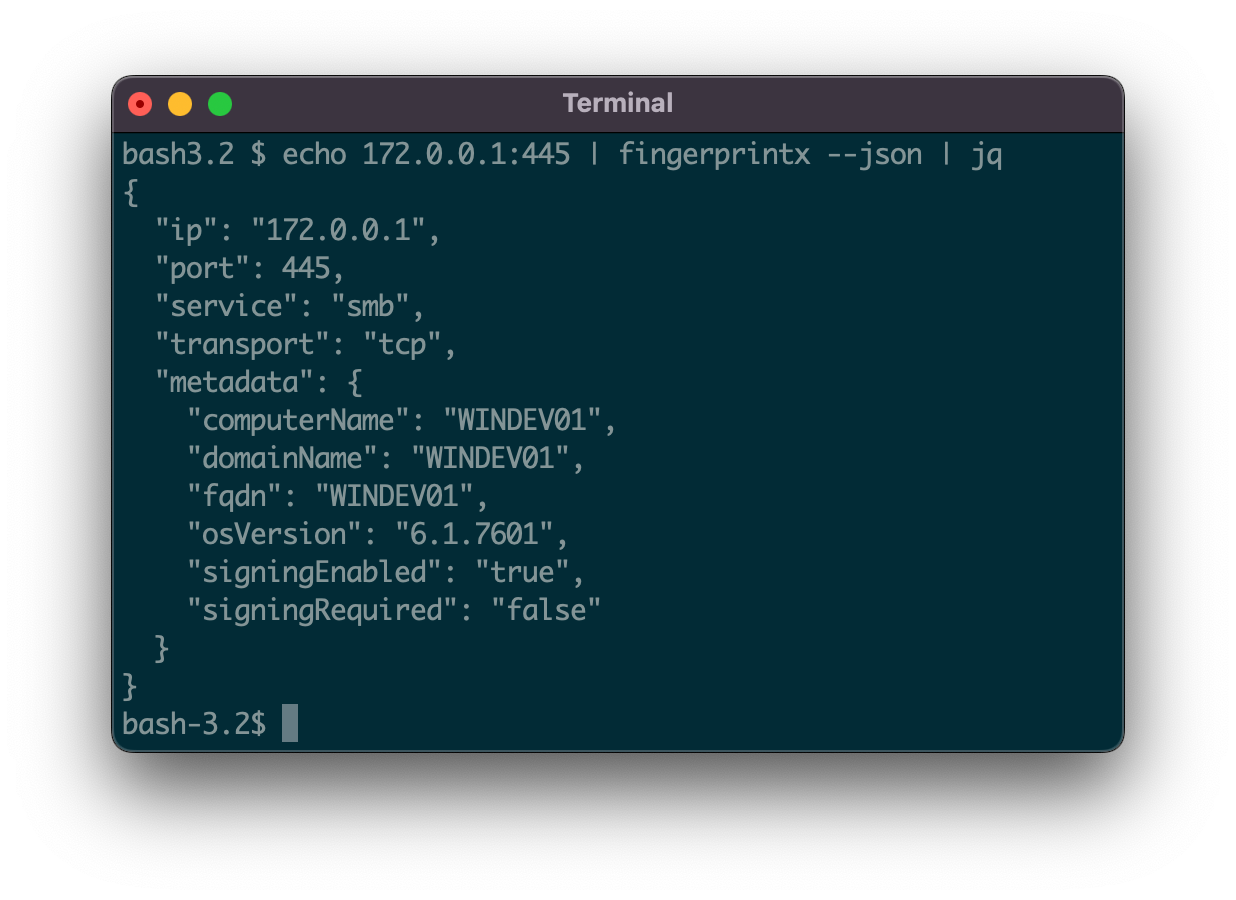 Terminal
bash3.2 $ echo 172.0.0.1:445 | fingerprintx --json | jq
{
  "ip": "172.0.0.1",
  "port": 445,
  "service": "smb",
  "transport": "tcp",
  "metadata": {
    "computerName": "WINDEV01",
    "domainName": "WINDEV01",
    "fqdn": "WINDEV01",
    "osVersion": "6.1.7601",
    "signingEnabled": "true",
    "signingRequired": "false"
  }
}
bash-3.2$